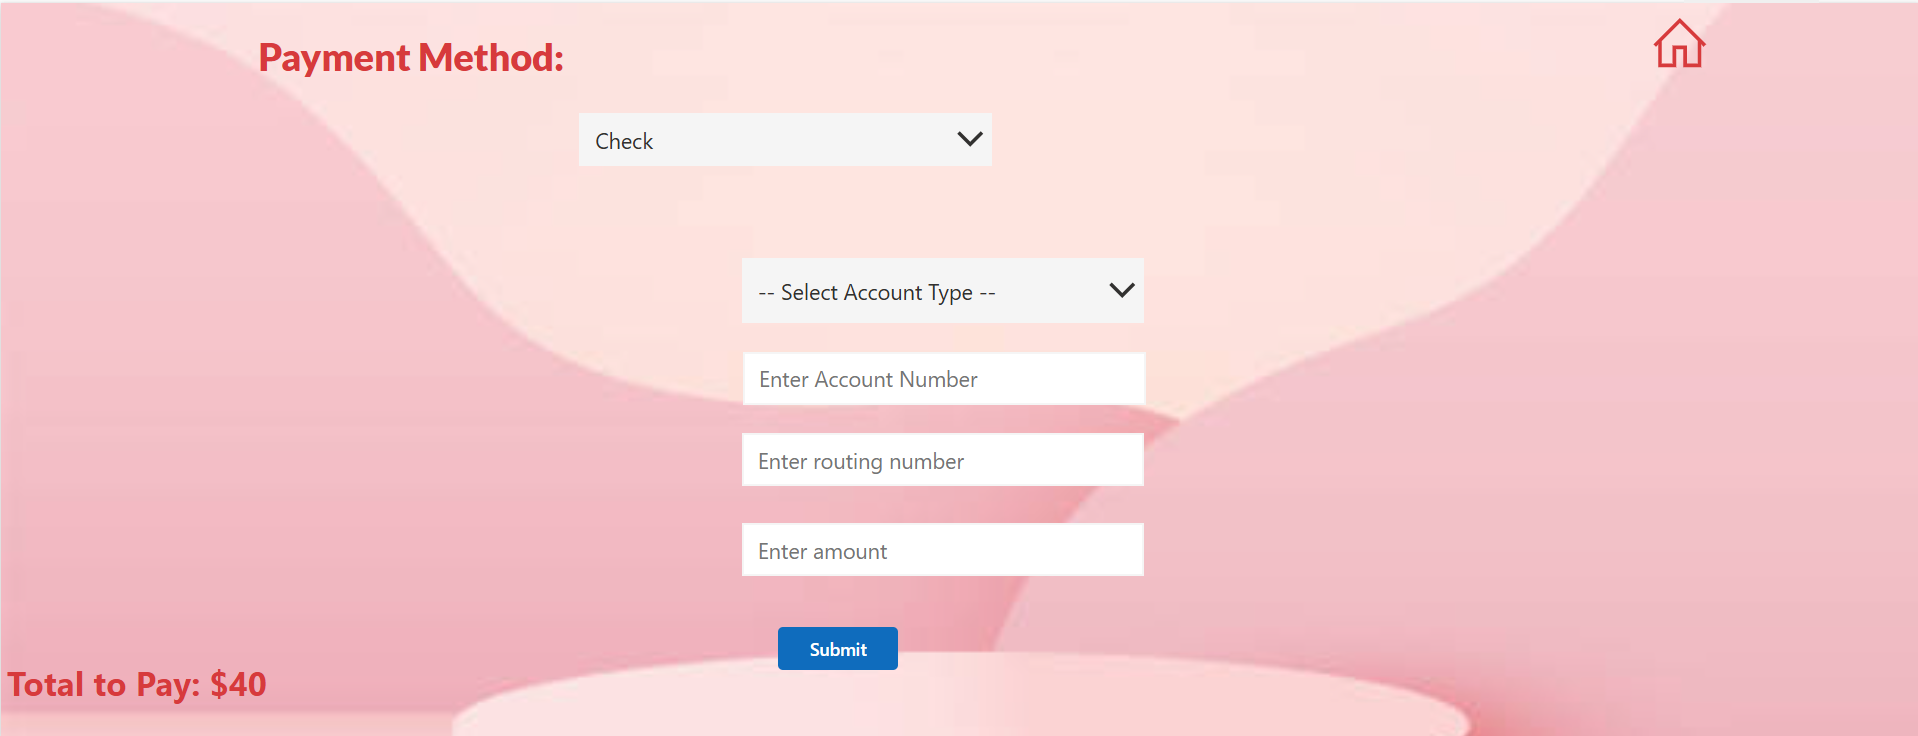 Payment Method:
Check
-- Select Account Type --
Enter Account Number
Enter routing number
Enter amount
Submit
Total to Pay: $40